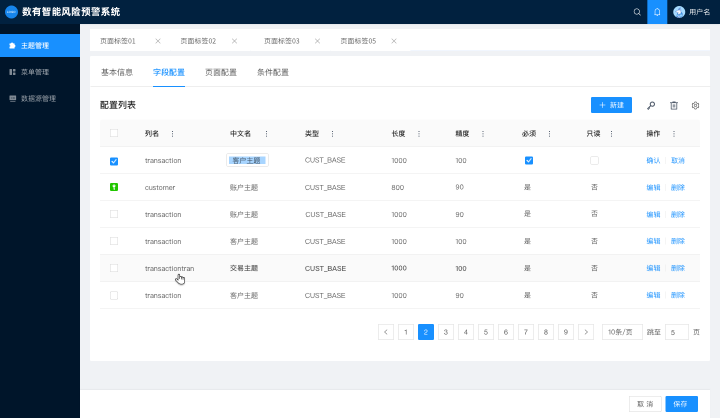 数有智能风险预警系统
用户名
主题管理
菜单管理
数据源管理
页面标签01
页面标签02
页面标签03
页面标签05
基本信息 字段配置 页面配置 条件配置
配置列表
新建
列名 中文名 类型 长度 精度 必须 只读 操作
transaction 客户主题 CUST_BASE 1000 100 确认 取消
customer 账户主题 CUST_BASE 800 90 是 否 编辑 删除
transaction 账户主题 CUST_BASE 1000 90 是 否 编辑 删除
transaction 客户主题 CUST_BASE 1000 100 是 否 编辑 删除
transactiontran 交易主题 CUST_BASE 1000 100 是 否 编辑 删除
transaction 客户主题 CUST_BASE 1000 90 是 否 编辑 删除
1 2 3 4 5 6 7 8 9 10条/页 跳至 5 页
取 消 保存